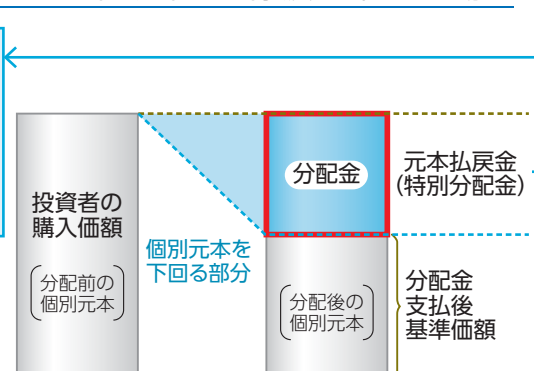 投資者の
購入価額
(分配前の
個別元本)
個別元本を
下回る部分
分配金
(分配後の
個別元本)
元本払戻金
(特別分配金)
分配金
支払後
基準価額